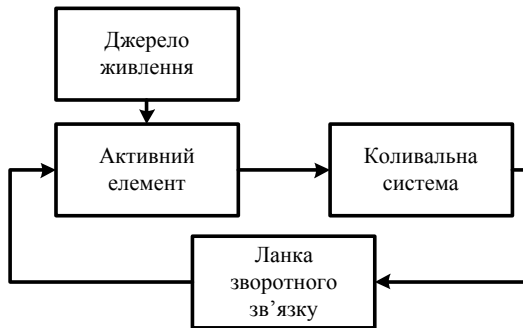 Джерело
живлення
Активний
елемент
Коливальна
система
Ланка
зворотного
зв’язку